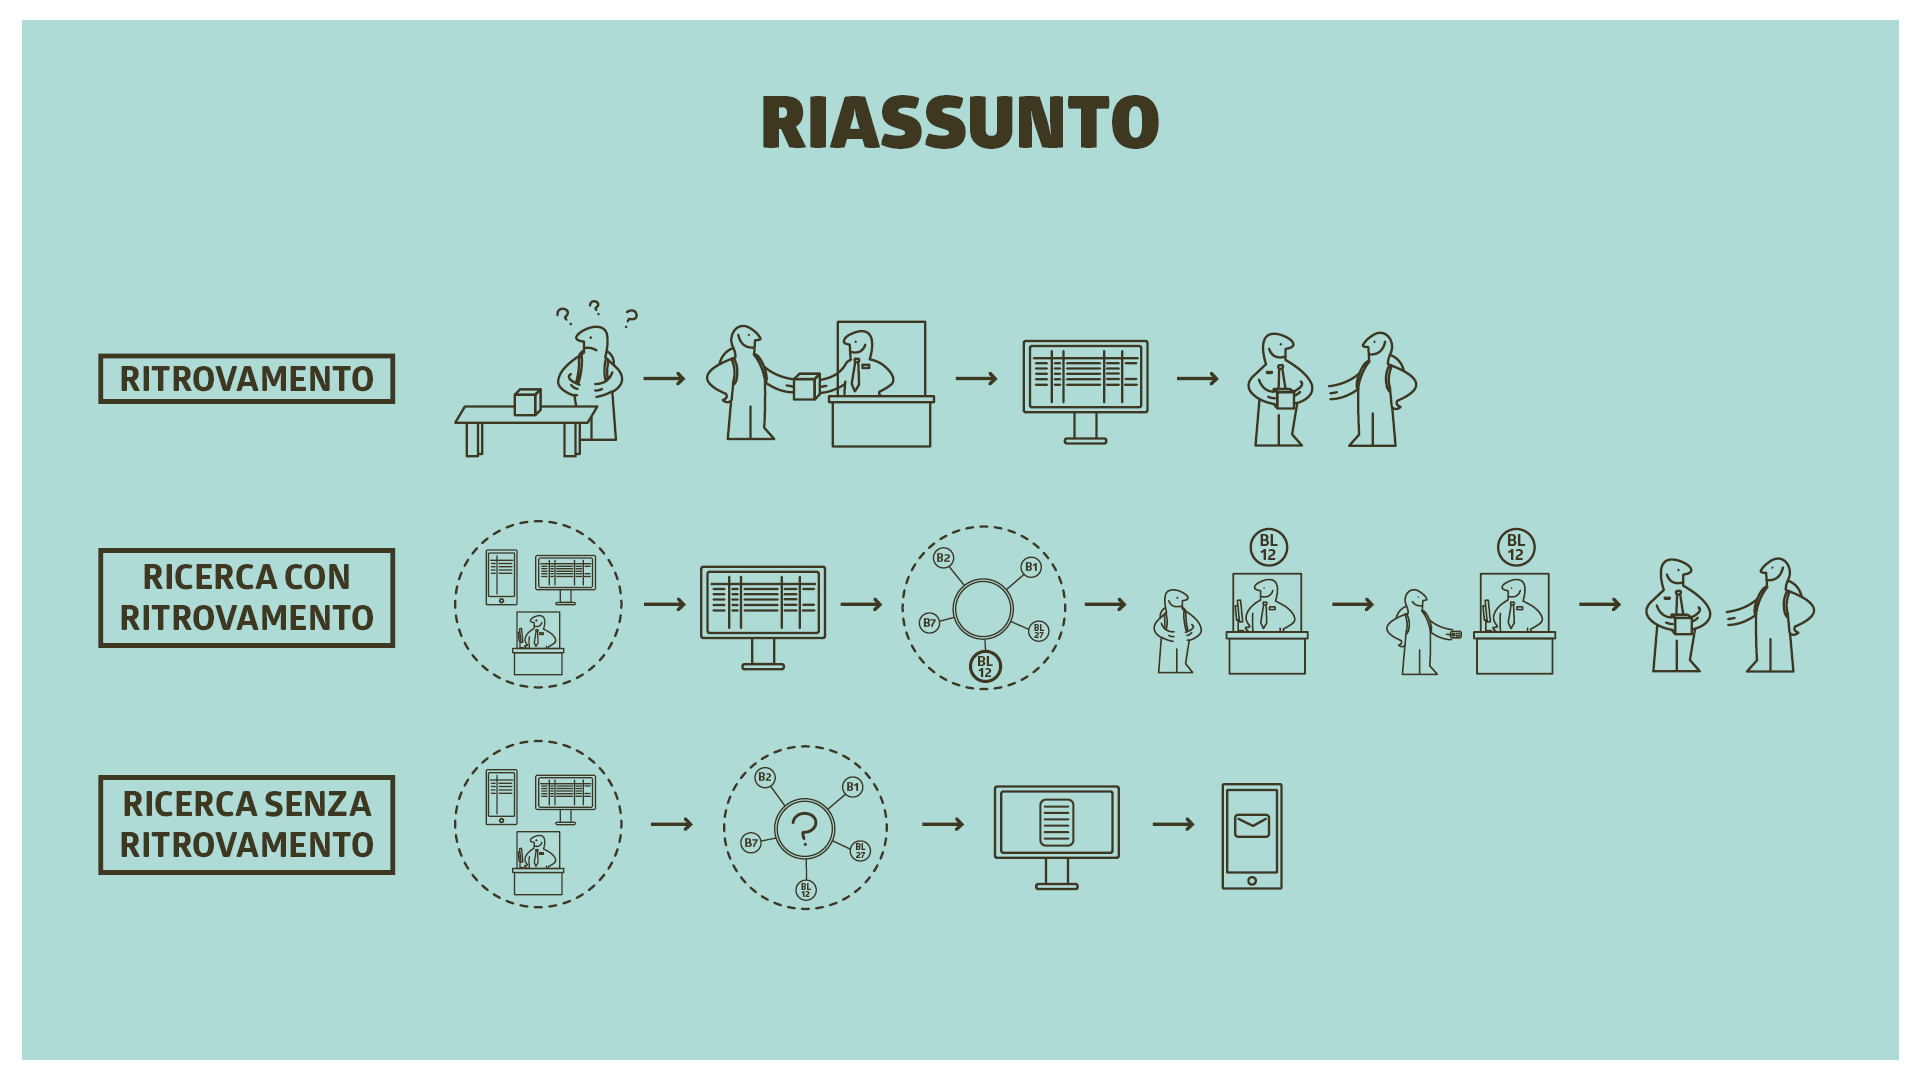 RIASSUNTO
? ? ?
RITROVAMENTO
BL
12
BL
12
RICERCA CON
RITROVAMENTO
B2
B1
B7
BL
27
BL
12
RICERCA SENZA
RITROVAMENTO
B2
B1
?
B7
BL
27
BL
12